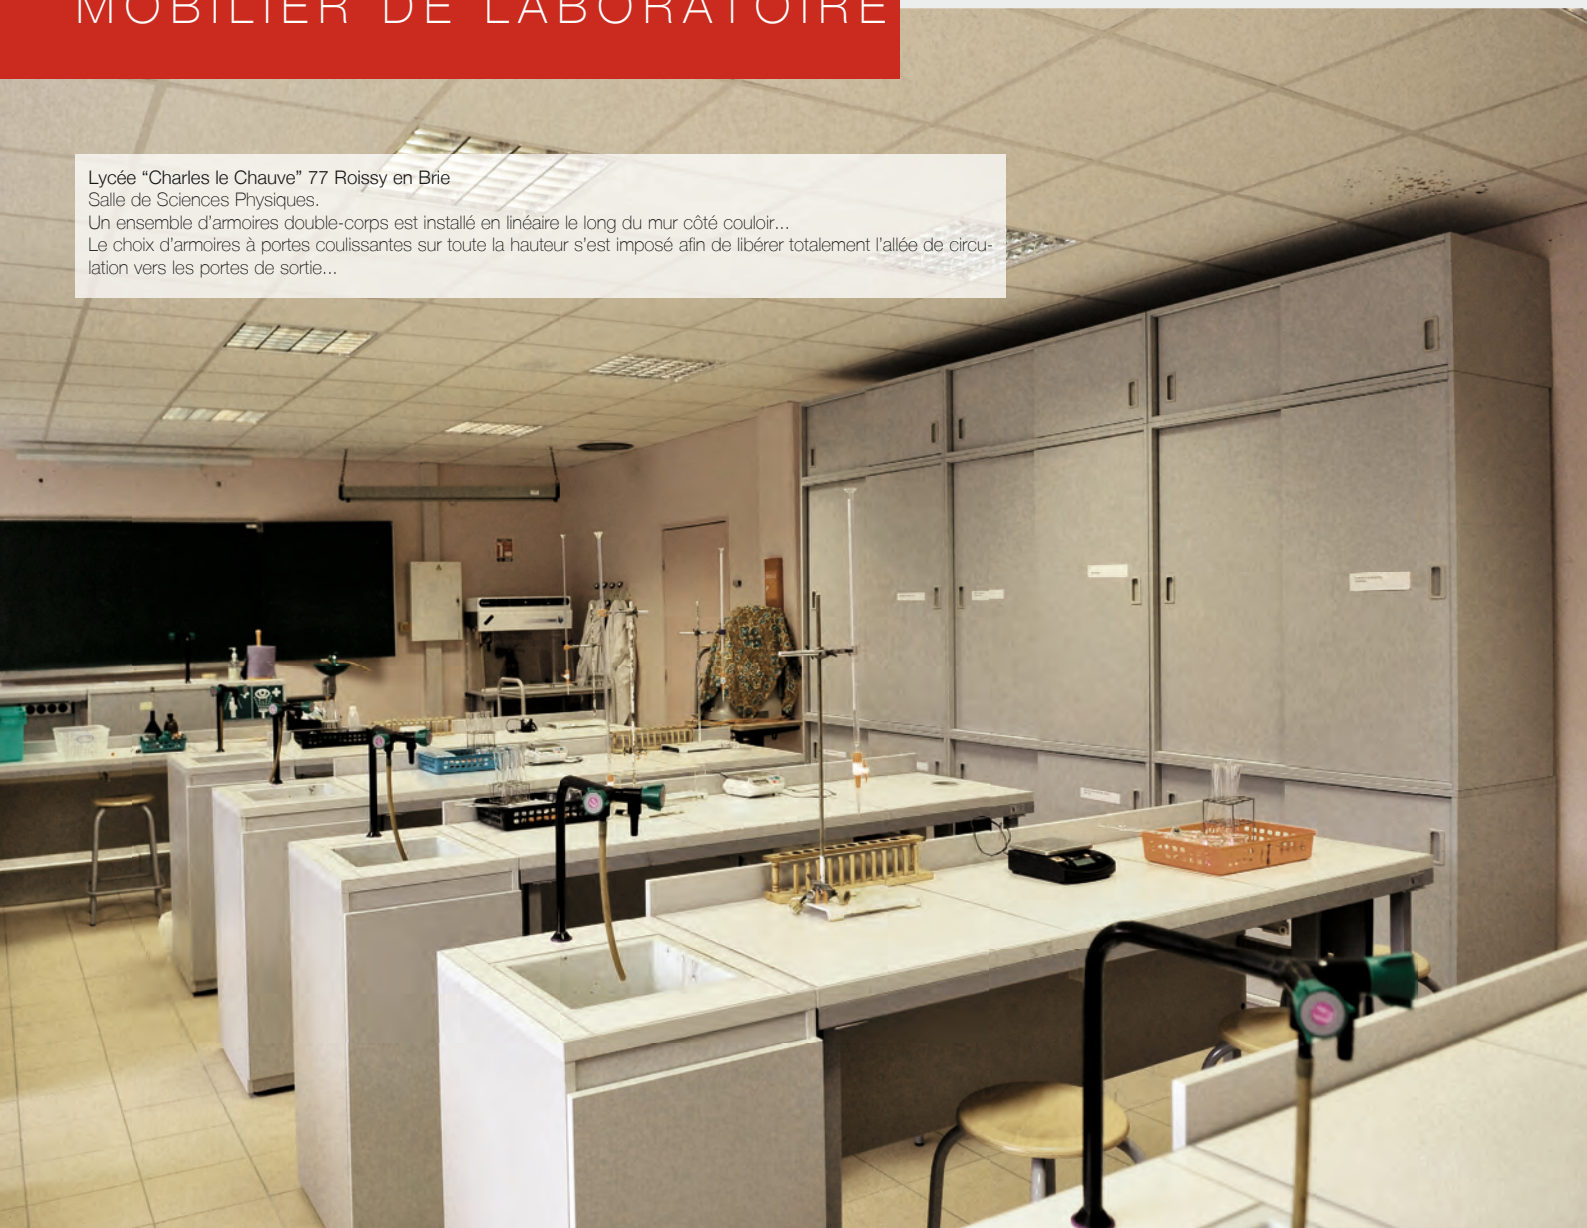 MOBILIER DE LABORATOIRE
Lycée “Charles le Chauve” 77 Roissy en Brie
Salle de Sciences Physiques.
Un ensemble d’armoires double-corps est installé en linéaire le long du mur côté couloir...
Le choix d’armoires à portes coulissantes sur toute la hauteur s’est imposé afin de libérer totalement l’allée de circu-
lation vers les portes de sortie...